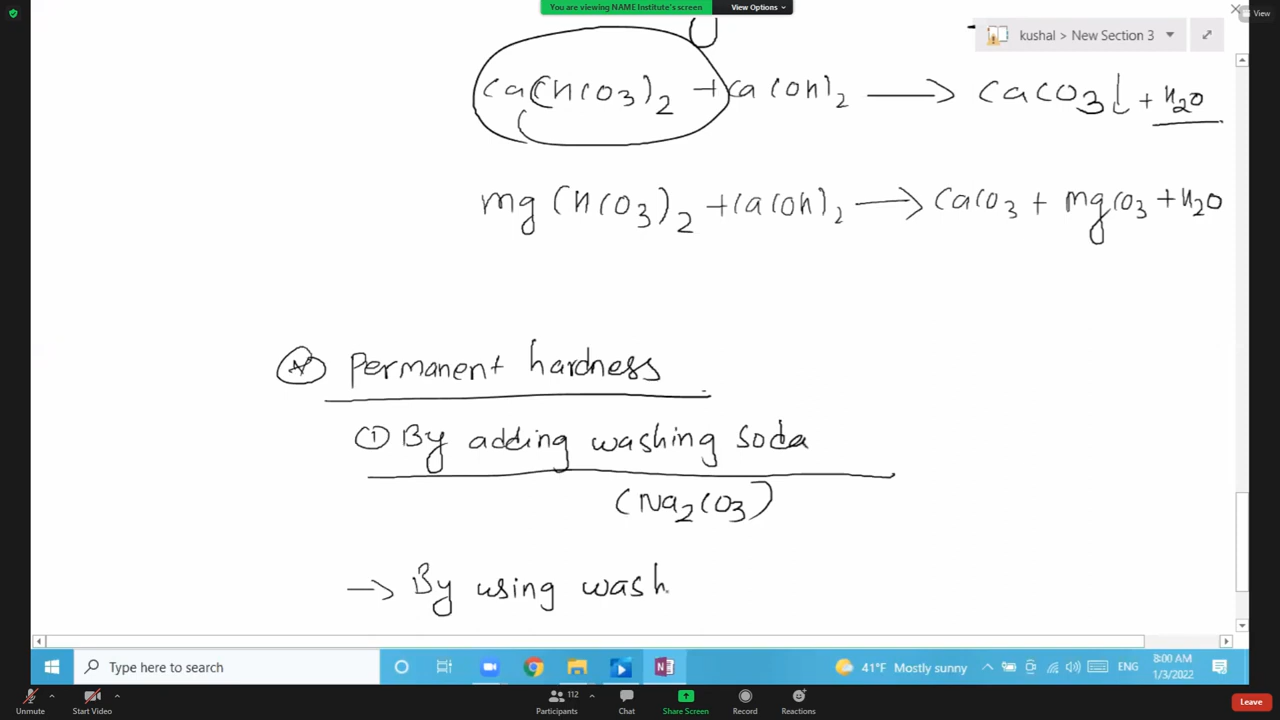 You are viewing NAME Institute's screen View Options
View
kushal > New Section 3
Ca(HCO3)2 + Ca(OH)2 → CaCO3↓ + H2O
Mg(HCO3)2 + Ca(OH)2 → CaCO3 + MgCO3 + H2O
Permanent hardness
① By adding washing soda
(Na2CO3)
→ By using wash
Type here to search
41°F Mostly sunny
ENG
8:00 AM
1/3/2022
Unmute
Start Video
112
Participants
Chat
Share Screen
Record
Reactions
Leave